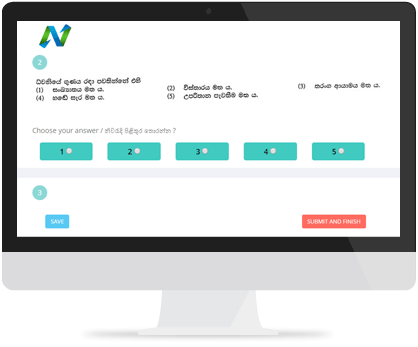 2
ධ්වනියේ ගුණය රඳා පවතින්නේ එහි
(1) සංඛ්‍යාතය මත ය. (2) විස්තාරය මත ය. (3) තරංග ආයාමය මත ය.
(4) හඬේ සැර මත ය. (5) උපරිතාන පැවතීම මත ය.
Choose your answer / නිවැරදි පිළිතුර තෝරන්න ?
1 2 3 4 5
3
SAVE SUBMIT AND FINISH